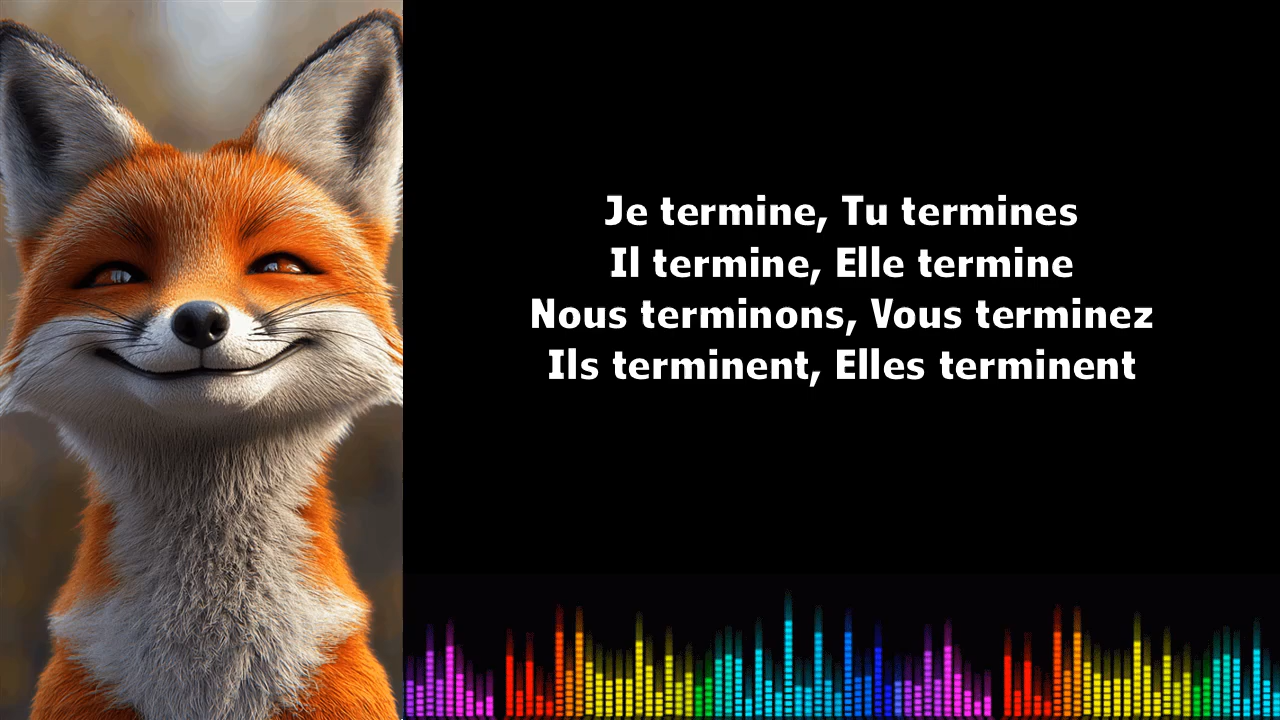 Je termine, Tu termines
Il termine, Elle termine
Nous terminons, Vous terminez
Ils terminent, Elles terminent